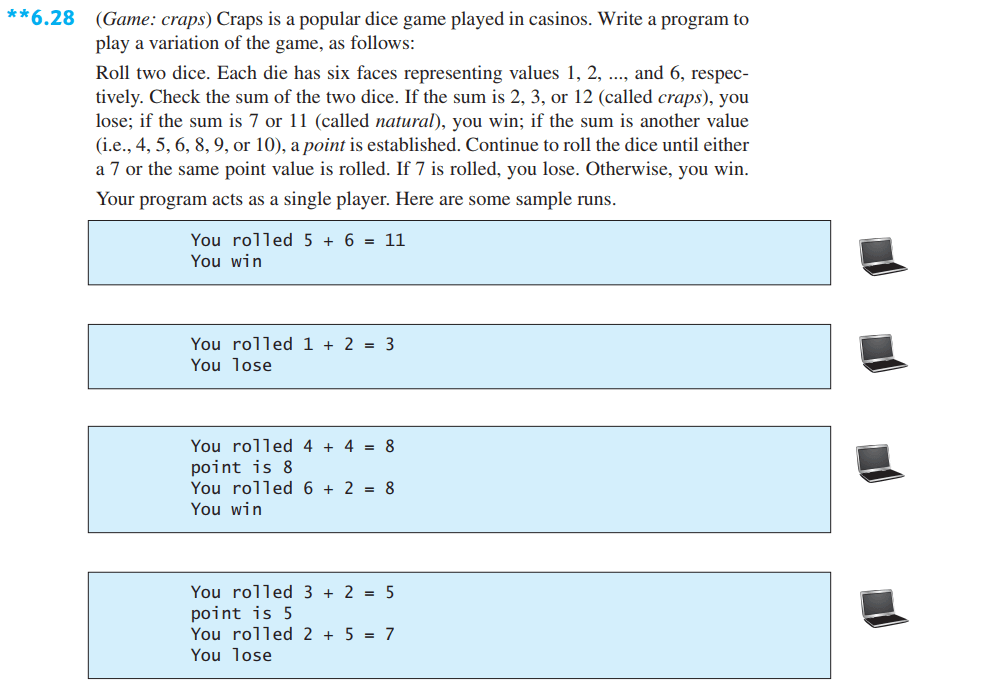 **6.28 (Game: craps) Craps is a popular dice game played in casinos. Write a program to
play a variation of the game, as follows:
Roll two dice. Each die has six faces representing values 1, 2, ..., and 6, respec-
tively. Check the sum of the two dice. If the sum is 2, 3, or 12 (called craps), you
lose; if the sum is 7 or 11 (called natural), you win; if the sum is another value
(i.e., 4, 5, 6, 8, 9, or 10), a point is established. Continue to roll the dice until either
a 7 or the same point value is rolled. If 7 is rolled, you lose. Otherwise, you win.
Your program acts as a single player. Here are some sample runs.
You rolled 5 + 6 = 11
You win
You rolled 1 + 2 = 3
You lose
You rolled 4 + 4 = 8
point is 8
You rolled 6 + 2 = 8
You win
You rolled 3 + 2 = 5
point is 5
You rolled 2 + 5 = 7
You lose